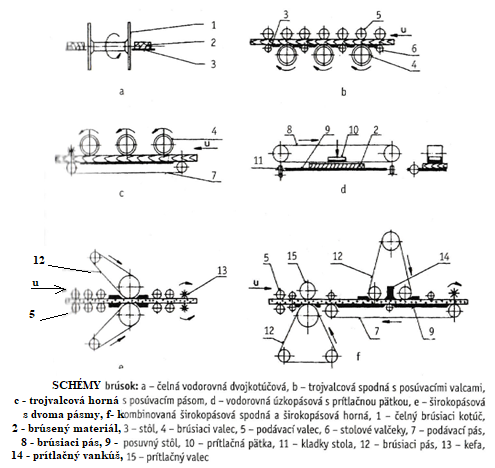 1
2
3
a
3
5
u
6
4
b
4
u
7
c
8
9
10
2
11
d
12
u
5
13
e
5
15
12
14
u
12
7
9
f
SCHÉMY brúsok: a – čelná vodorovná dvojkotúčová, b – trojvalcová spodná s posúvacími valcami,
c - trojvalcová horná s posúvacím pásom, d – vodorovná úzkopásová s prítlačnou pätkou, e – širokopásová
s dvoma pásmy, f- kombinovaná širokopásová spodná a širokopásová horná, 1 – čelný brúsiaci kotúč,
2 - brúsený materiál, 3 – stôl, 4 – brúsiaci valec, 5 – podávací valec, 6 – stolové valčeky, 7 – podávací pás,
8 - brúsiaci pás, 9 - posuvný stôl, 10 – prítlačná pätka, 11 – kladky stola, 12 – brúsiaci pás, 13 – kefa,
14 – prítlačný vankúš, 15 – prítlačný valec